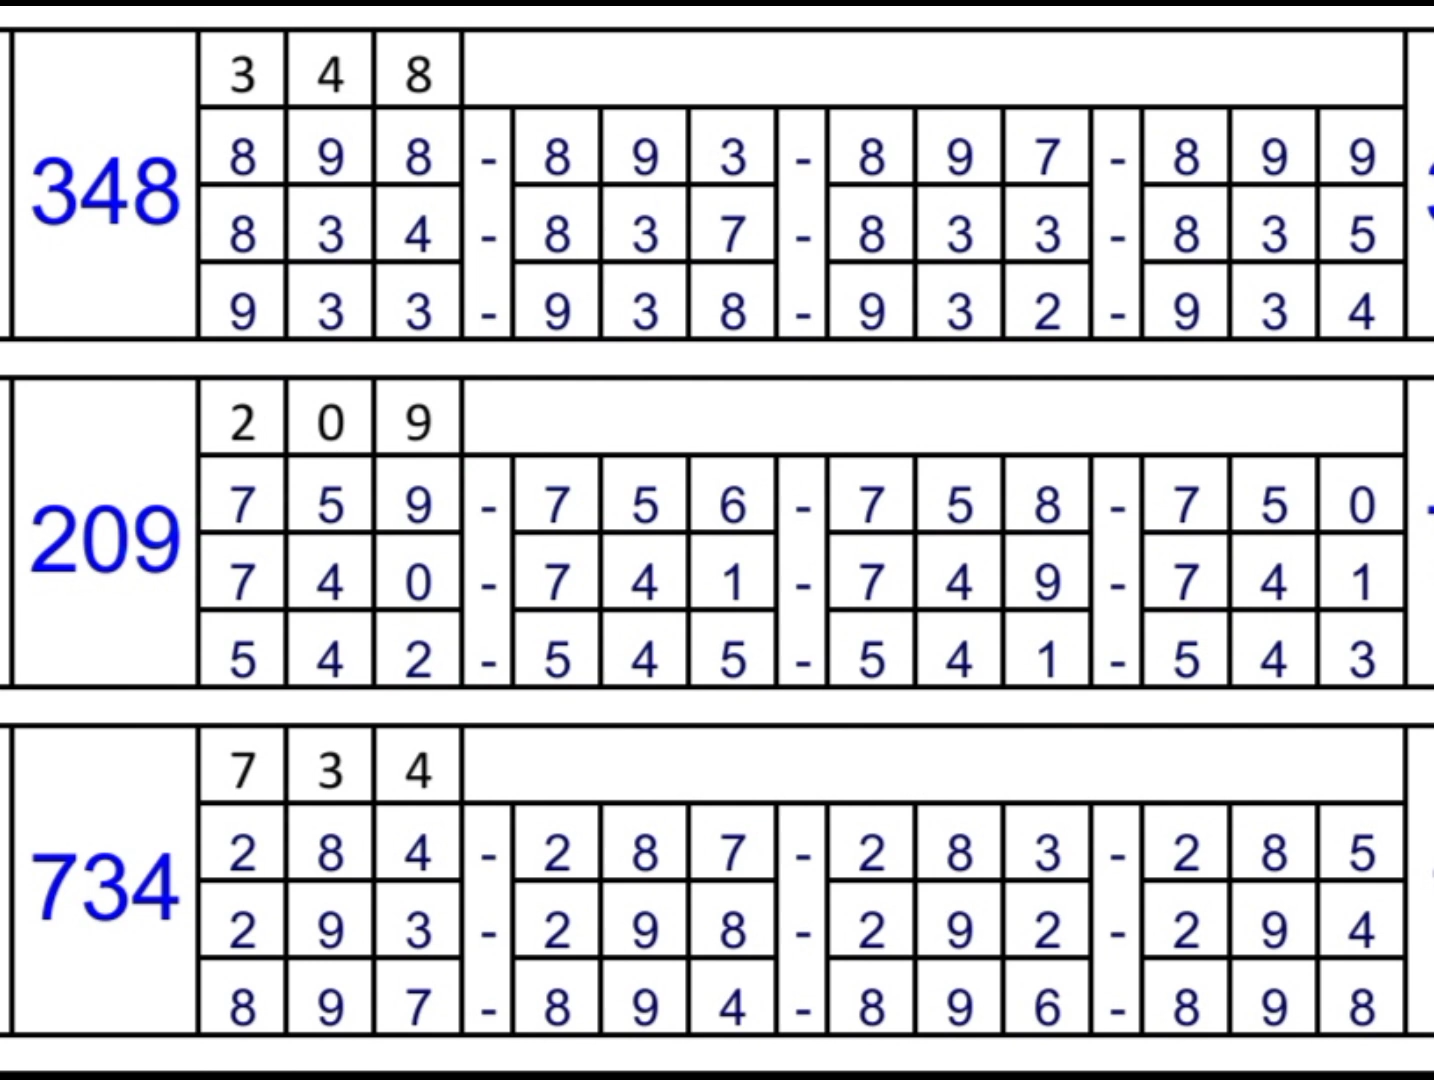 3 4 8
348
8 9 8 - 8 9 3 - 8 9 7 - 8 9 9
8 3 4 - 8 3 7 - 8 3 3 - 8 3 5
9 3 3 - 9 3 8 - 9 3 2 - 9 3 4
2 0 9
209
7 5 9 - 7 5 6 - 7 5 8 - 7 5 0
7 4 0 - 7 4 1 - 7 4 9 - 7 4 1
5 4 2 - 5 4 5 - 5 4 1 - 5 4 3
7 3 4
734
2 8 4 - 2 8 7 - 2 8 3 - 2 8 5
2 9 3 - 2 9 8 - 2 9 2 - 2 9 4
8 9 7 - 8 9 4 - 8 9 6 - 8 9 8